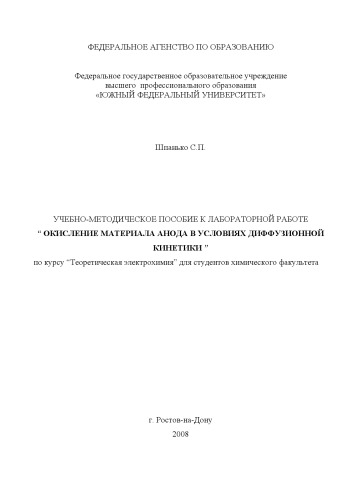 ФЕДЕРАЛЬНОЕ АГЕНСТВО ПО ОБРАЗОВАНИЮ
Федеральное государственное образовательное учреждение
высшего профессионального образования
«ЮЖНЫЙ ФЕДЕРАЛЬНЫЙ УНИВЕРСИТЕТ»
Шпанько С.П.
УЧЕБНО-МЕТОДИЧЕСКОЕ ПОСОБИЕ К ЛАБОРАТОРНОЙ РАБОТЕ
“ ОКИСЛЕНИЕ МАТЕРИАЛА АНОДА В УСЛОВИЯХ ДИФФУЗИОННОЙ
КИНЕТИКИ ”
по курсу “Теоретическая электрохимия” для студентов химического факультета
г. Ростов-на-Дону
2008